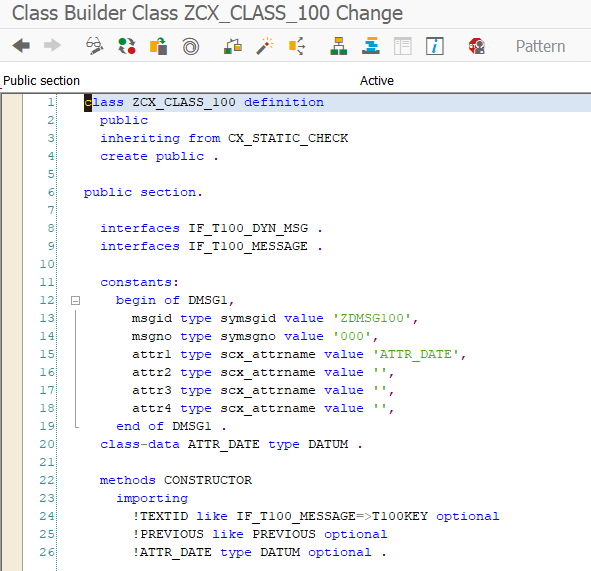 Class Builder Class ZCX_CLASS_100 Change
Pattern
Public section Active
1 class ZCX_CLASS_100 definition
2 public
3 inheriting from CX_STATIC_CHECK
4 create public .
5
6 public section.
7
8 interfaces IF_T100_DYN_MSG .
9 interfaces IF_T100_MESSAGE .
10
11 constants:
12 begin of DMSG1,
13 msgid type symsgid value 'ZDMSG100',
14 msgno type symsgno value '000',
15 attr1 type scx_attrname value 'ATTR_DATE',
16 attr2 type scx_attrname value '',
17 attr3 type scx_attrname value '',
18 attr4 type scx_attrname value '',
19 end of DMSG1 .
20 class-data ATTR_DATE type DATUM .
21
22 methods CONSTRUCTOR
23 importing
24 !TEXTID like IF_T100_MESSAGE=>T100KEY optional
25 !PREVIOUS like PREVIOUS optional
26 !ATTR_DATE type DATUM optional .